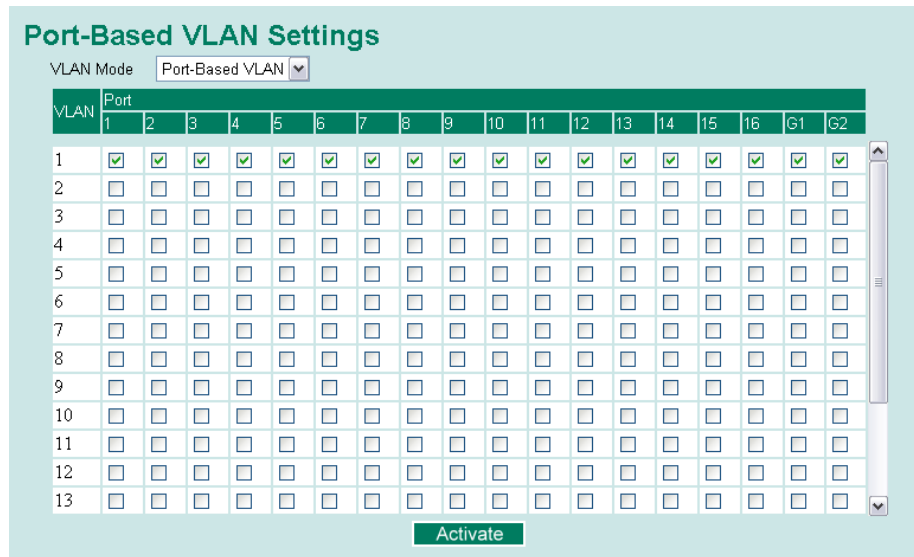 Port-Based VLAN Settings
VLAN Mode Port-Based VLAN
VLAN Port
1 2 3 4 5 6 7 8 9 10 11 12 13 14 15 16 G1 G2
1
2
3
4
5
6
7
8
9
10
11
12
13
Activate